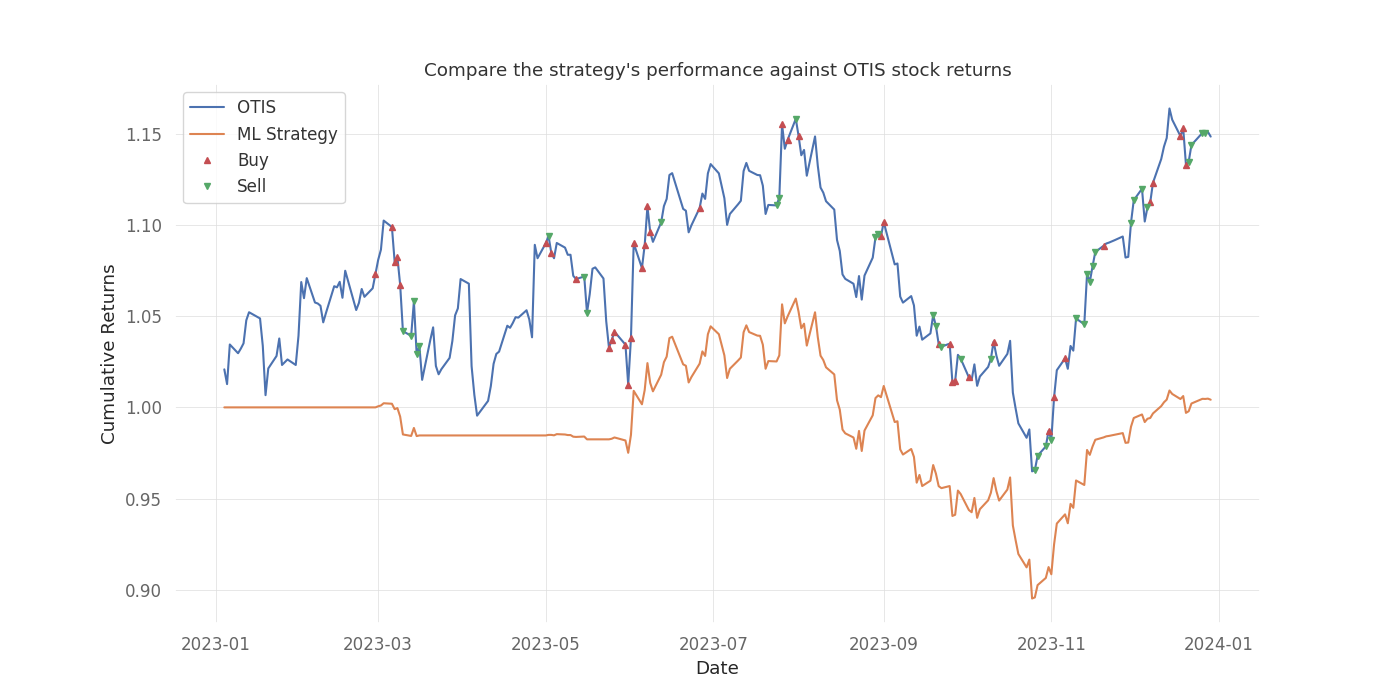 Compare the strategy's performance against OTIS stock returns
OTIS
ML Strategy
Buy
Sell
Cumulative Returns
1.15
1.10
1.05
1.00
0.95
0.90
2023-01 2023-03 2023-05 2023-07 2023-09 2023-11 2024-01
Date